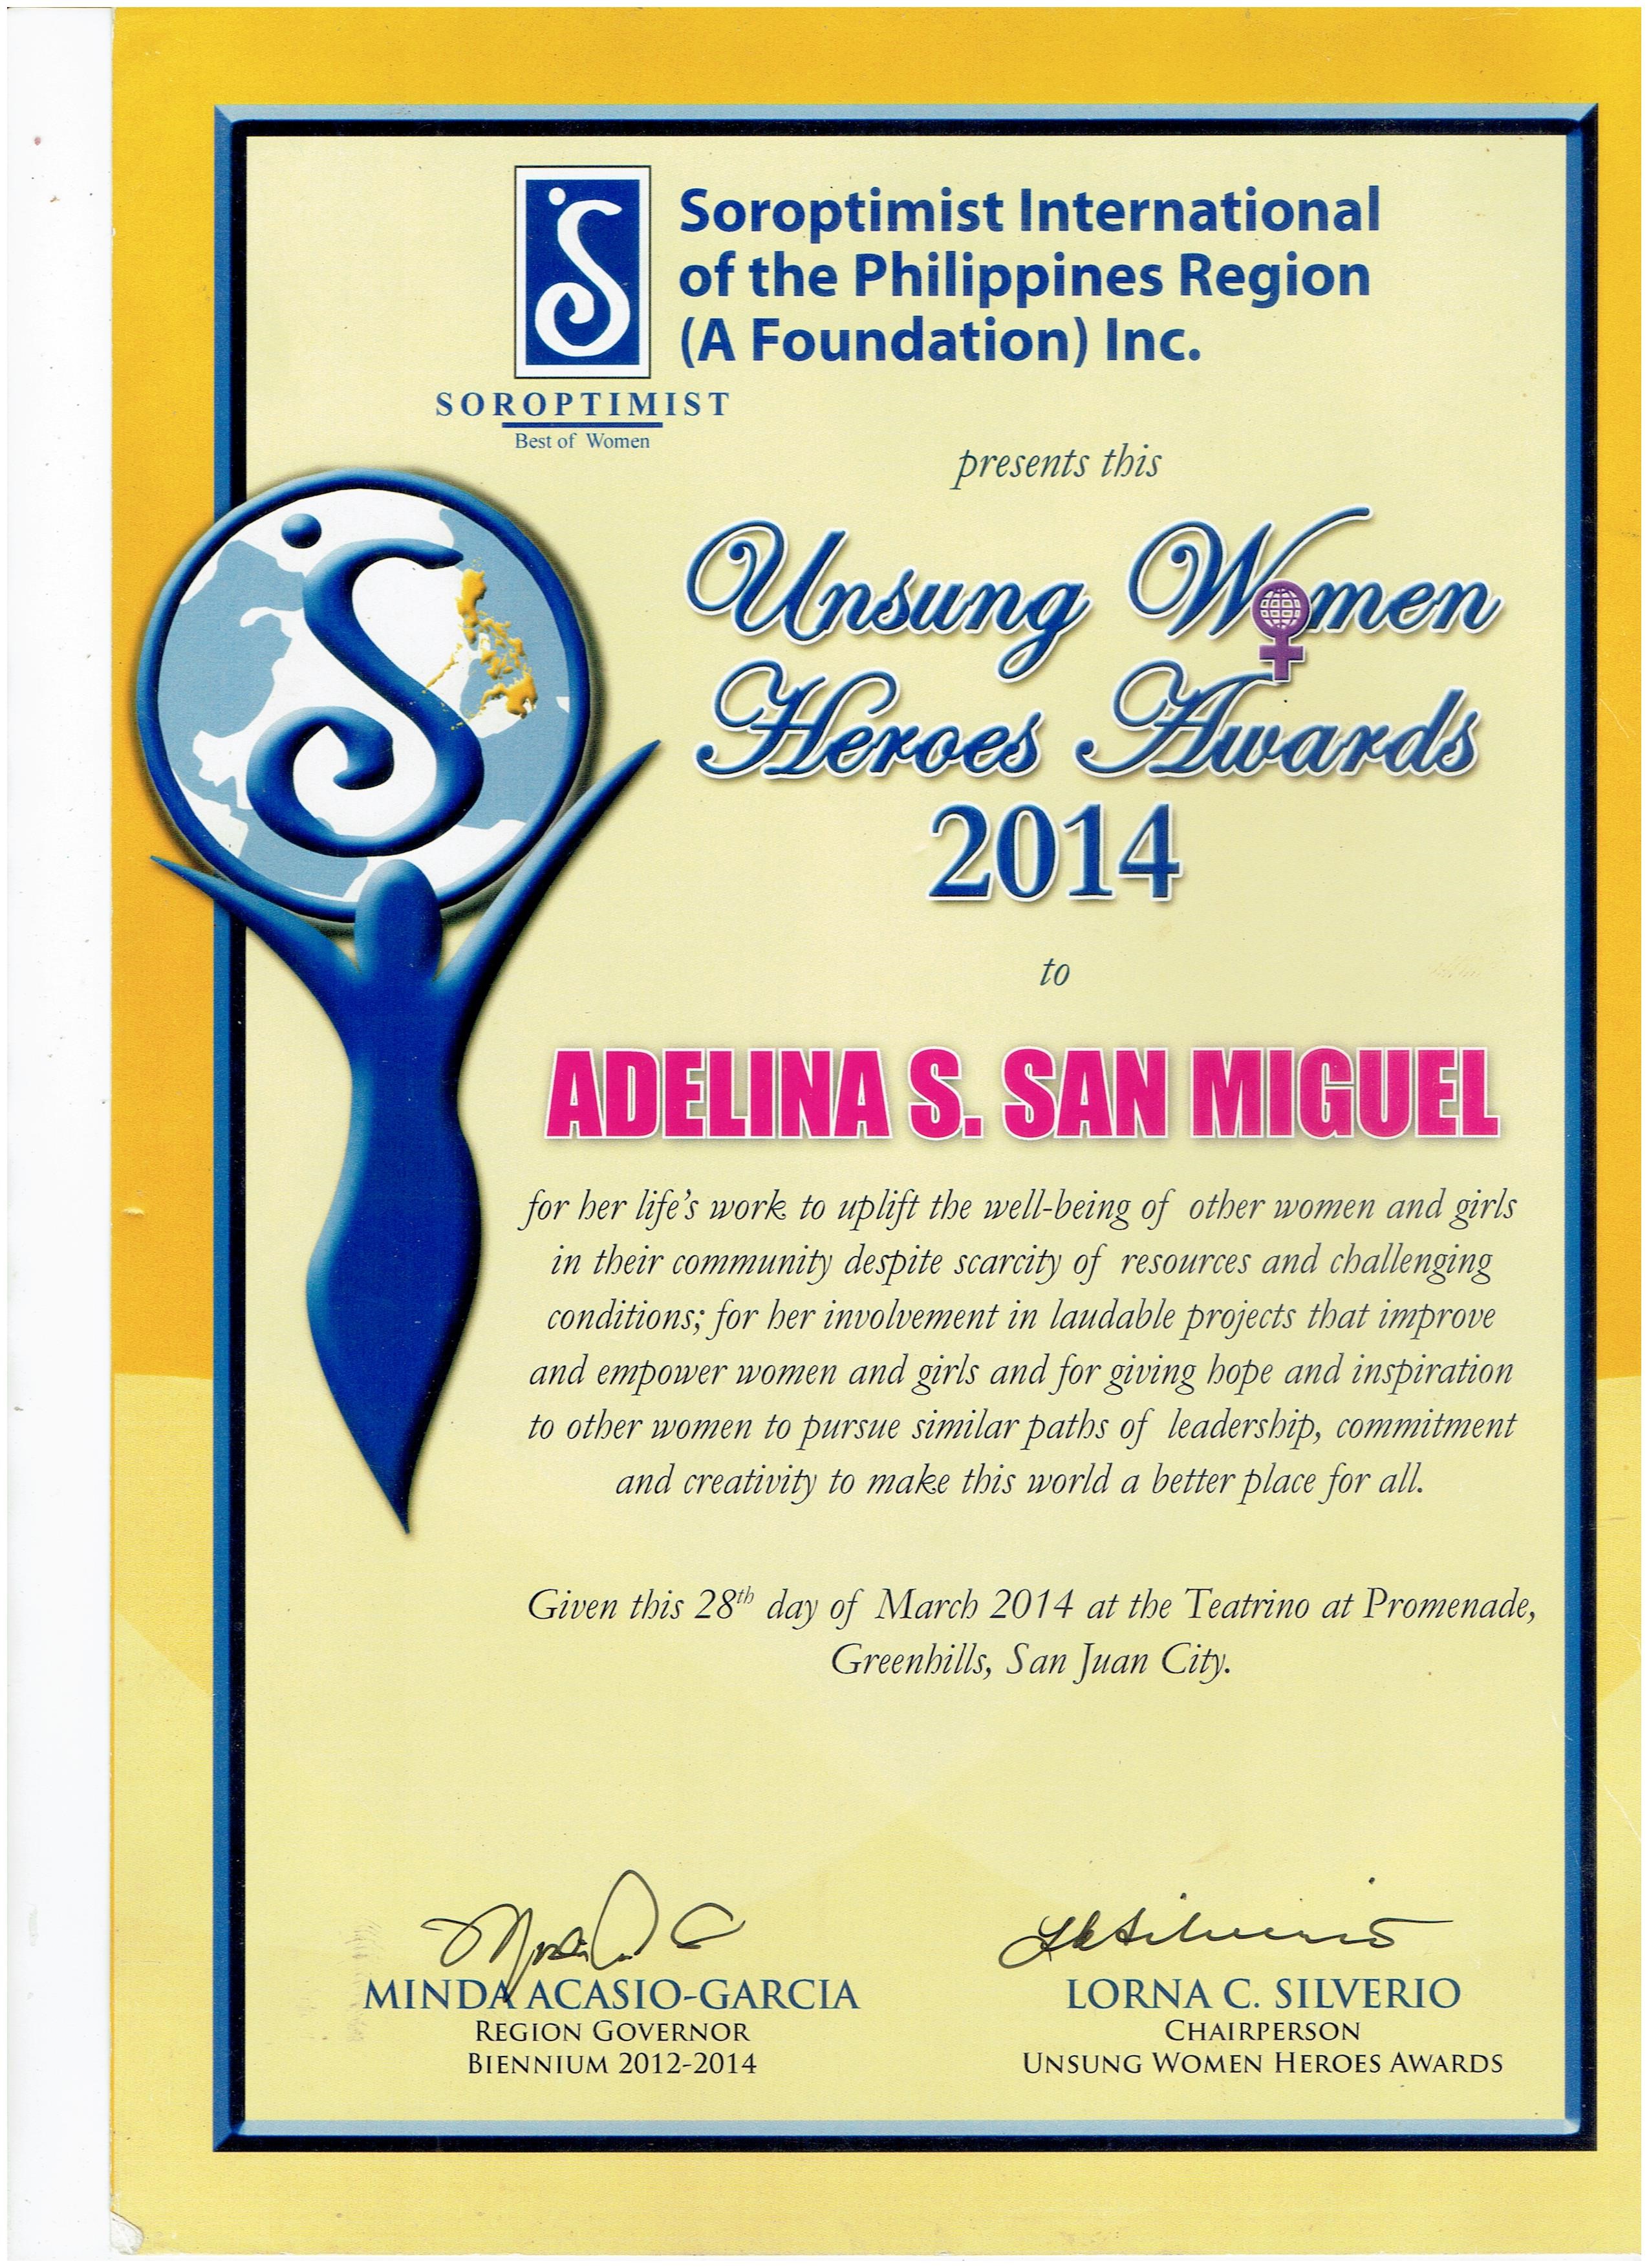 Soroptimist International
of the Philippines Region
(A Foundation) Inc.
SOROPTIMIST
Best of Women
presents this
Unsung Women
Heroes Awards
2014
to
ADELINA S. SAN MIGUEL
for her life's work to uplift the well-being of other women and girls
in their community despite scarcity of resources and challenging
conditions; for her involvement in laudable projects that improve
and empower women and girls and for giving hope and inspiration
to other women to pursue similar paths of leadership, commitment
and creativity to make this world a better place for all.
Given this 28th day of March 2014 at the Teatrino at Promenade,
Greenhills, San Juan City.
MINDA ACASIO-GARCIA
REGION GOVERNOR
BIENNIUM 2012-2014
LORNA C. SILVERIO
CHAIRPERSON
UNSUNG WOMEN HEROES AWARDS